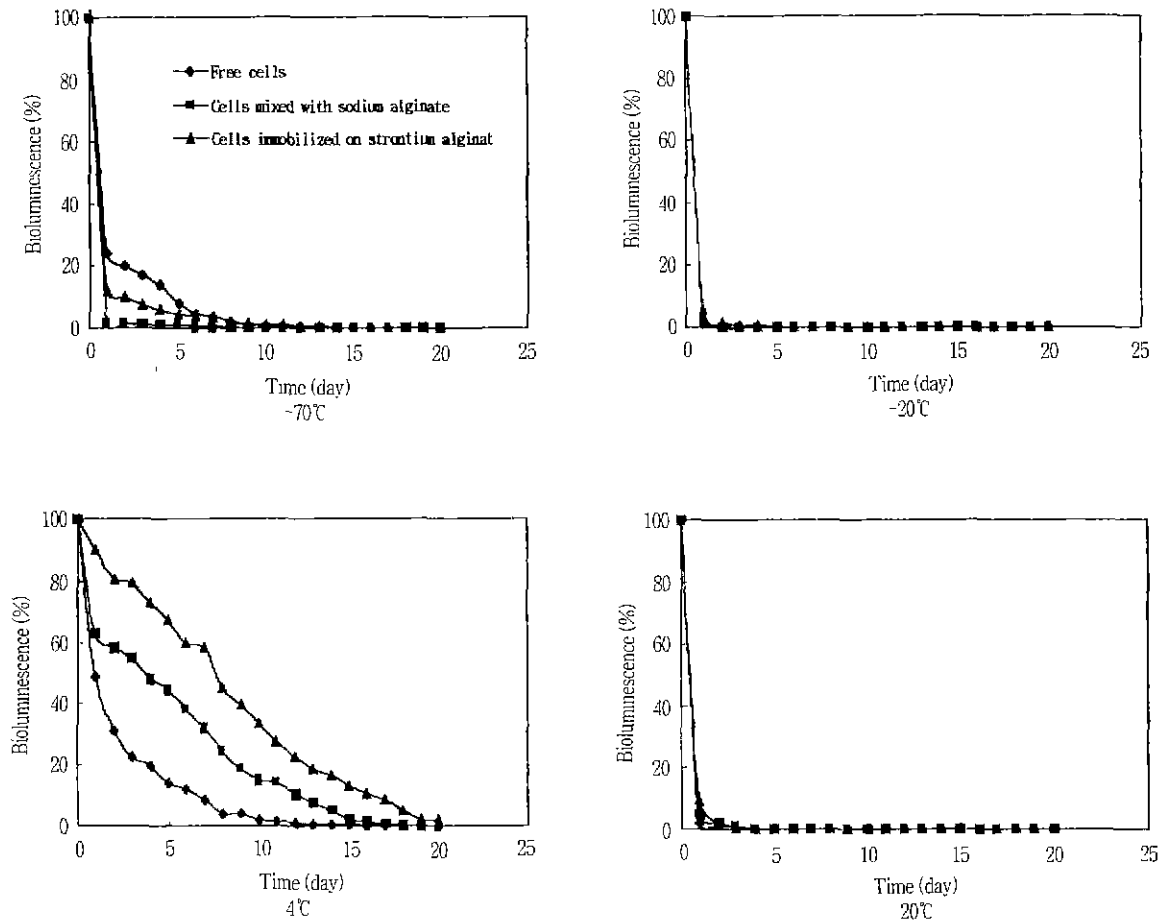 100
80
60
40
20
0
Bioluminescence (%)
Free cells
Cells mixed with sodium alginate
Cells immobilized on strontium alginat
0 5 10 15 20 25
Time (day)
-70℃
100
80
60
40
20
0
Bioluminescence (%)
0 5 10 15 20 25
Time (day)
-20℃
100
80
60
40
20
0
Bioluminescence (%)
0 5 10 15 20 25
Time (day)
4℃
100
80
60
40
20
0
Bioluminescence (%)
0 5 10 15 20 25
Time (day)
20℃